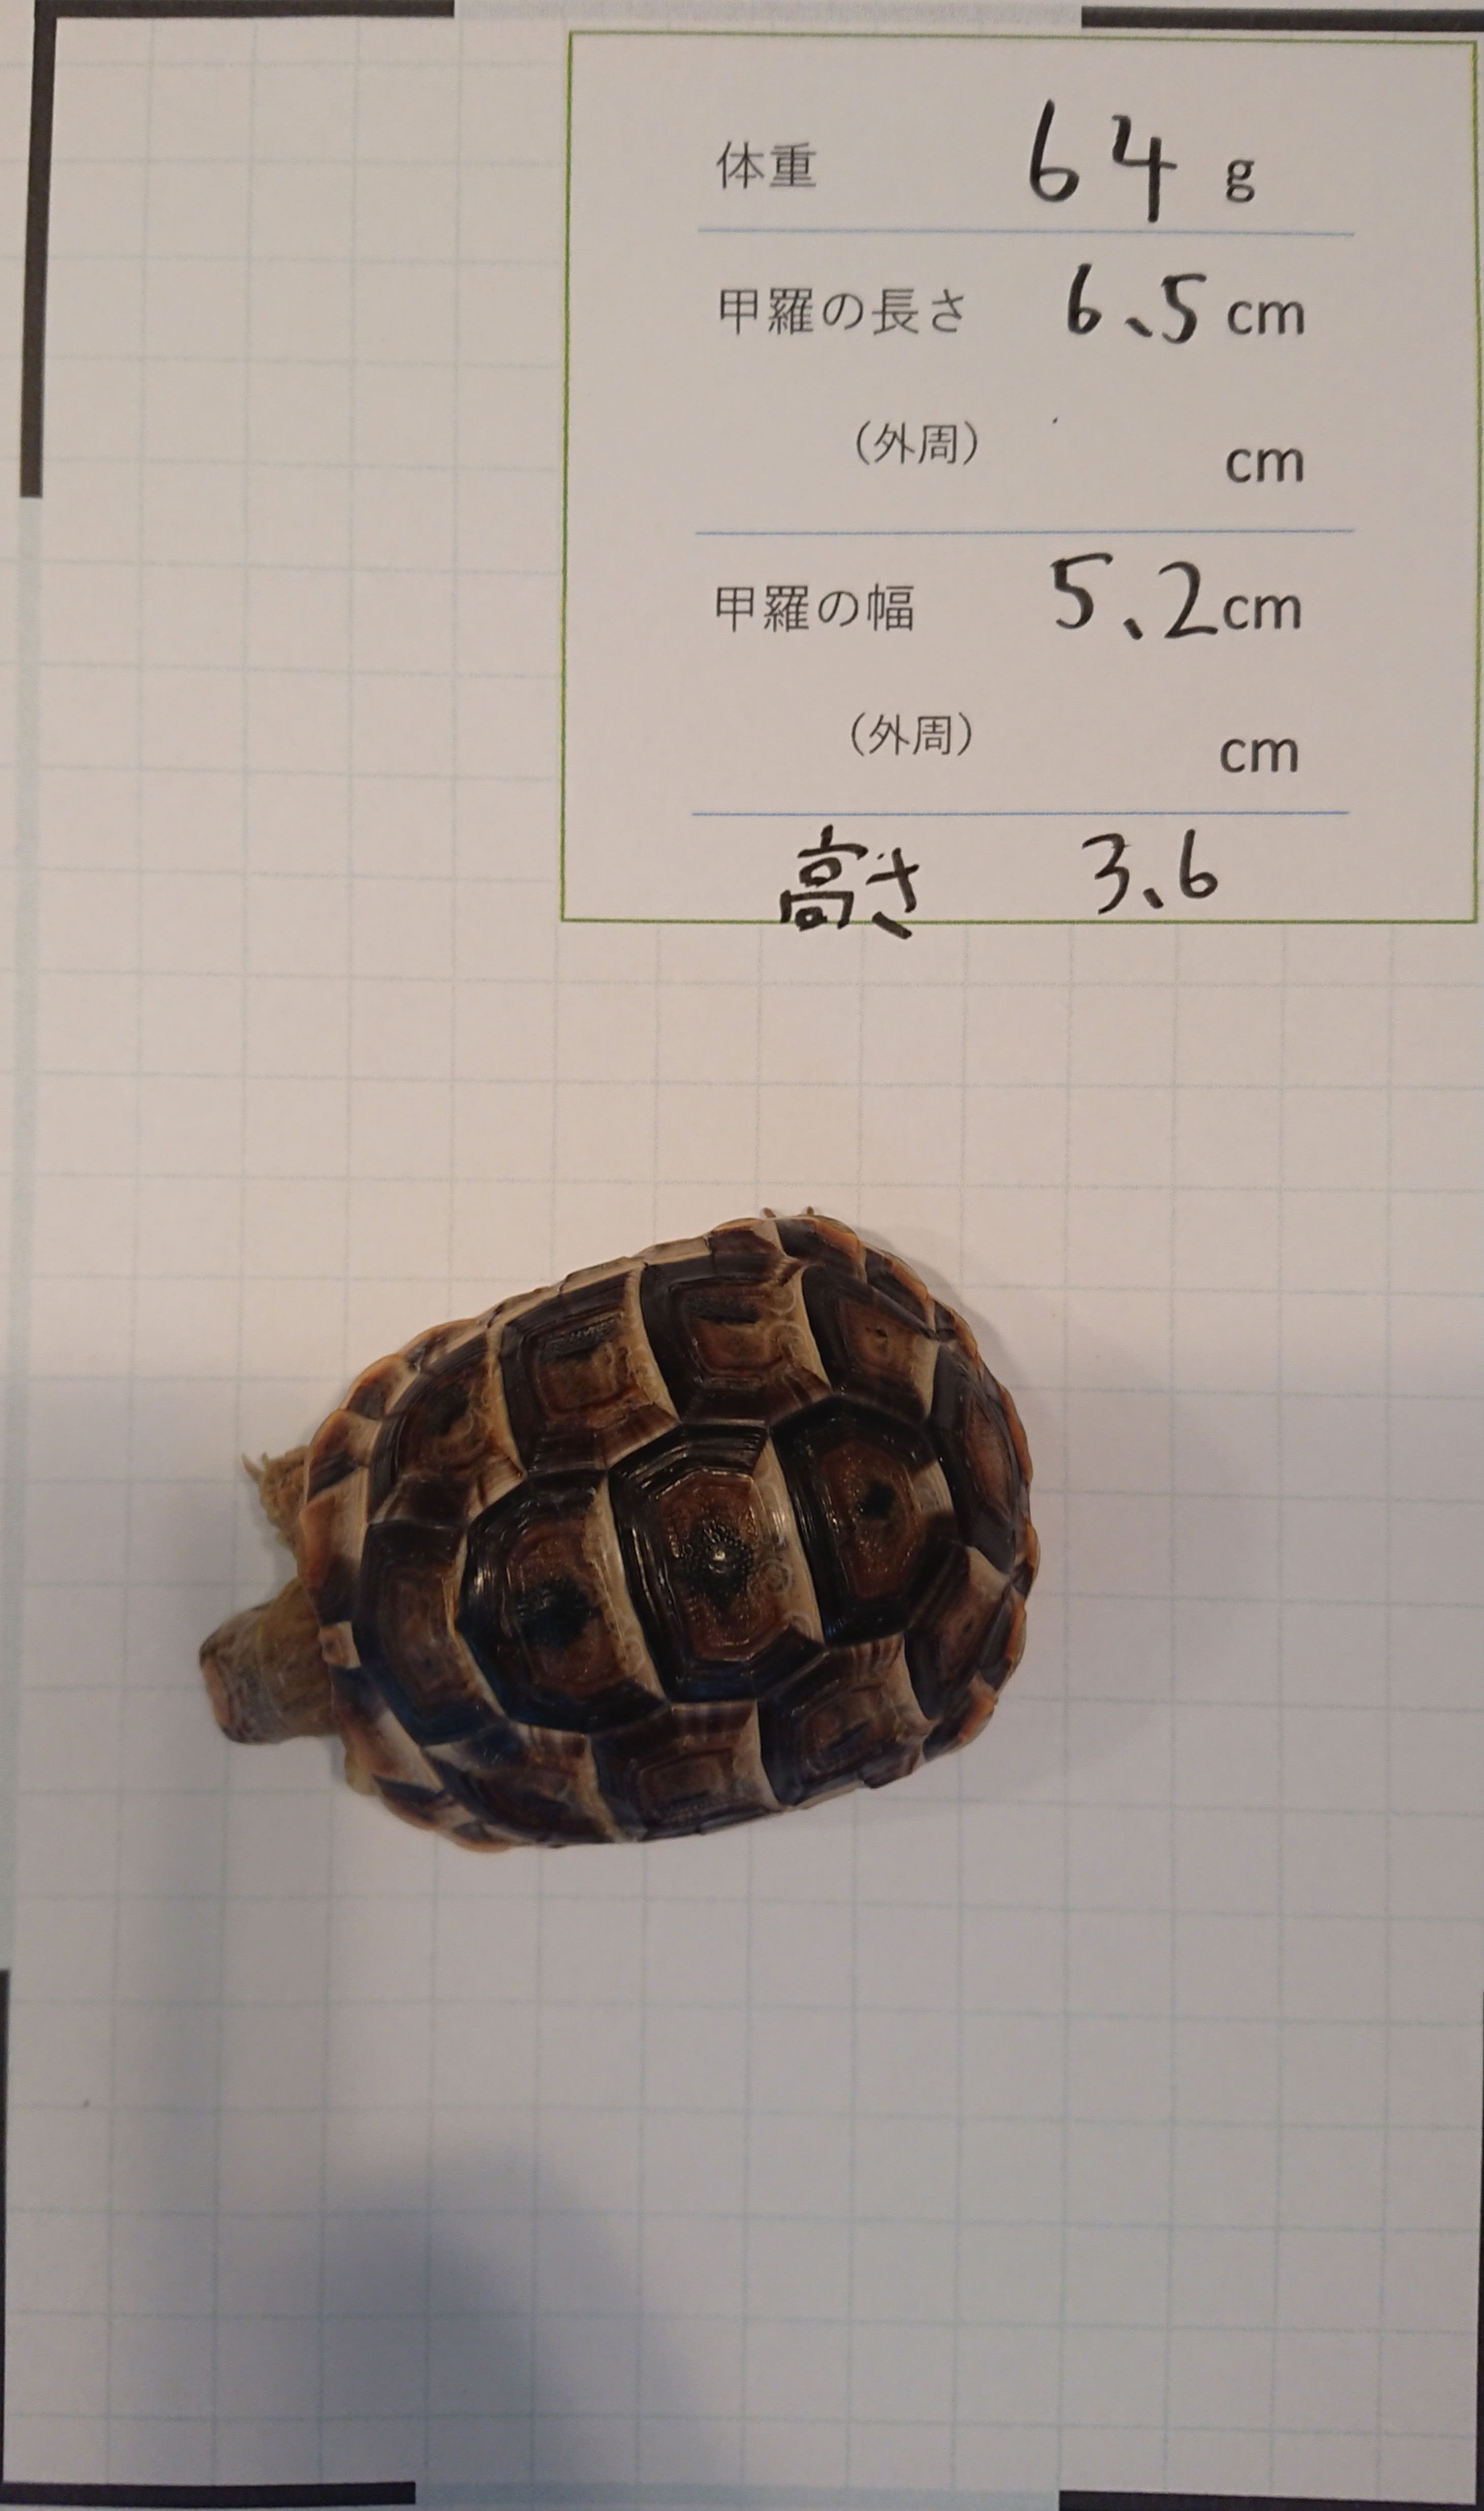 体重 64 g
甲羅の長さ 6、5 cm
（外周） cm
甲羅の幅 5、2 cm
（外周） cm
高さ 3、6